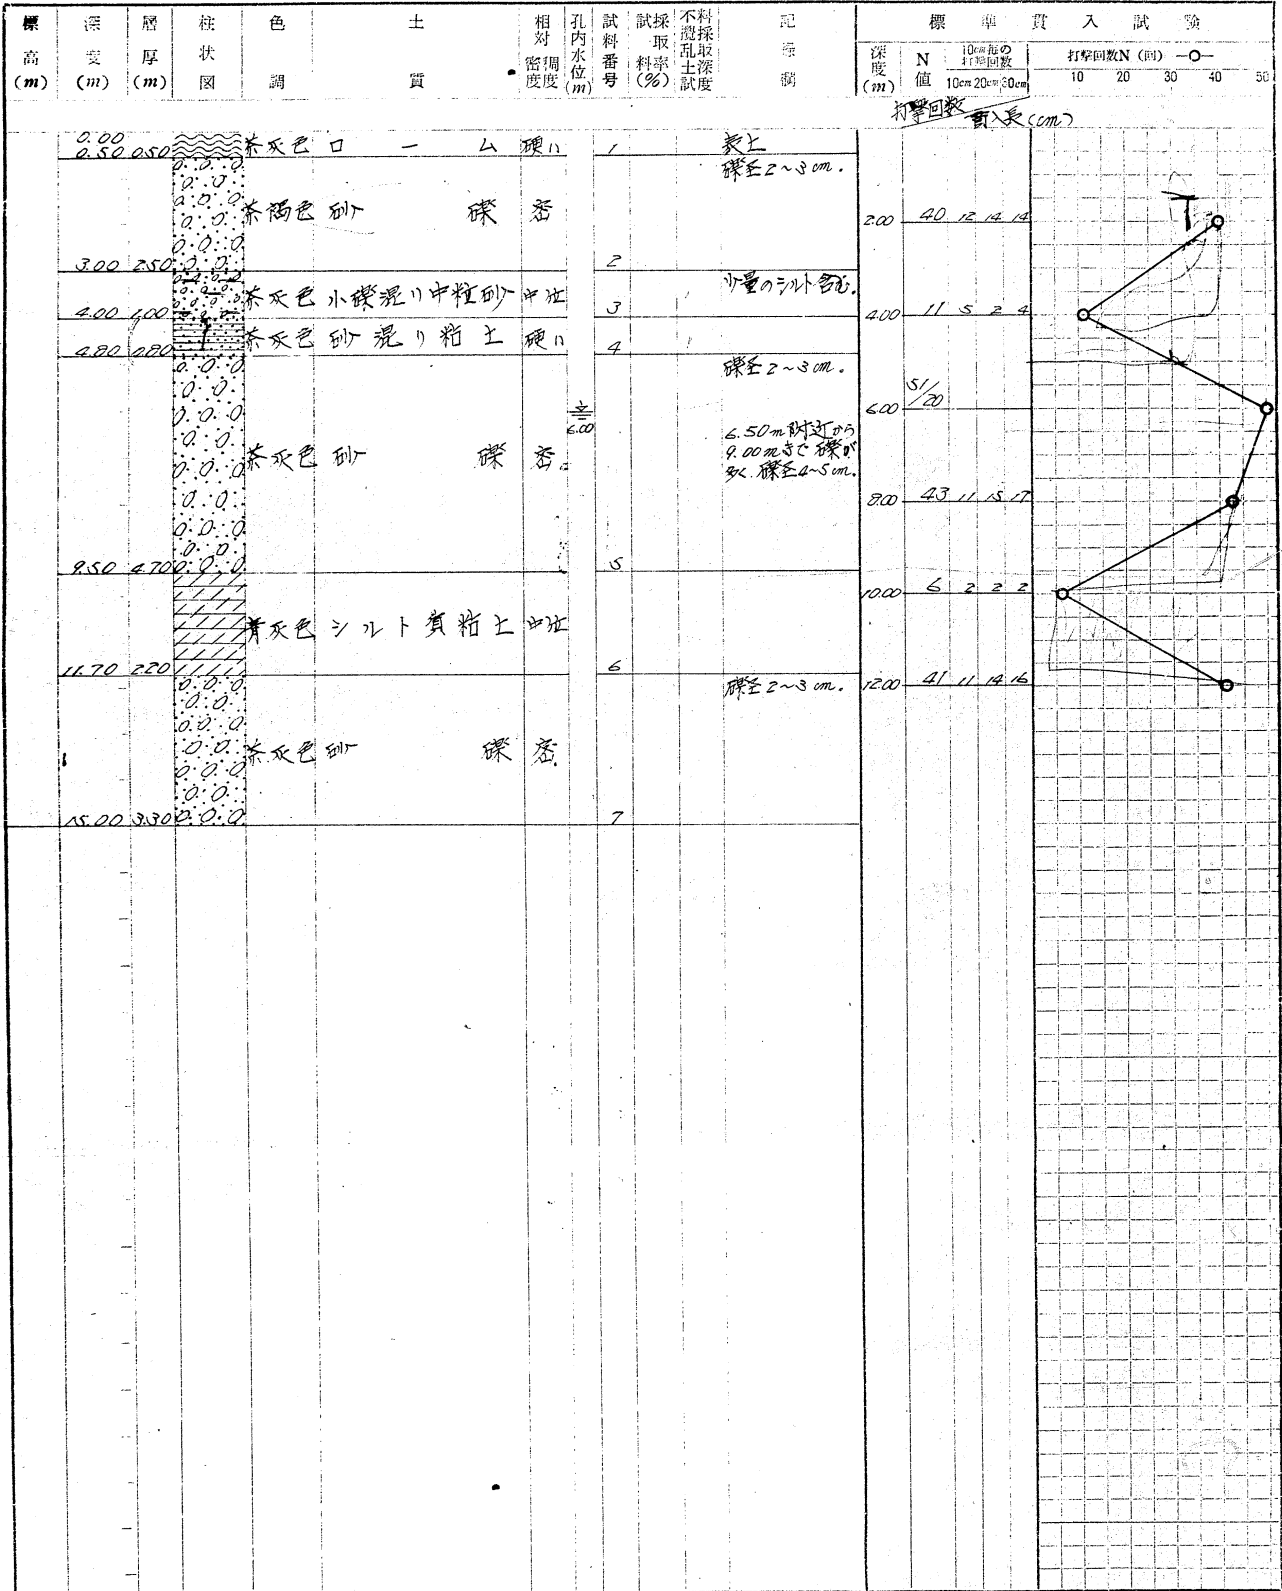 標高(m) 深度(m) 層厚(m) 柱状図 色調 土質 相対密度 稠度 孔内水位(m) 試料番号 試料採取率(%) 不攪乱土試料採取深度 記録 標準貫入試験
深度(m) N値 10cm毎の打撃回数 打撃回数N(回) —O—
10cm 20cm 30cm 10 20 30 40 50
打撃回数 貫入長(cm)
0.00
0.50 0.50 茶灰色 ローム 硬い 1 表土
礫径2~3cm.
茶褐色 砂礫 密
2.00 40 12 14 14
3.00 2.50 2
茶灰色 小礫混り中粒砂 中位 少量のシルト含む.
4.00 1.00 3
4.00 11 5 2 4
茶灰色 砂混り粘土 硬い
4.80 0.80 4
礫径2~3cm.
6.00 51/20
6.00
6.50m附近から
9.00mまで礫が
多く.礫径4~5cm.
茶灰色 砂礫 密.
8.00 43 11 15 17
9.50 4.70 5
10.00 6 2 2 2
青灰色 シルト質粘土 中位
11.70 2.20 6
礫径2~3cm.
12.00 41 11 14 16
茶灰色 砂礫 密.
15.00 3.30 7